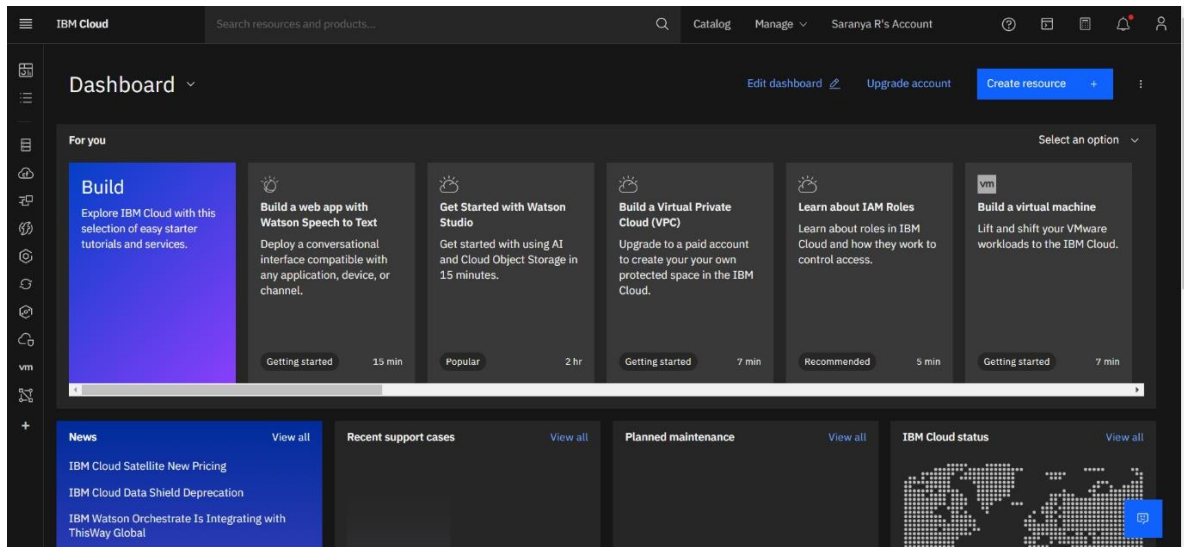 IBM Cloud
Search resources and products...
Catalog
Manage
Saranya R's Account
Dashboard
Edit dashboard
Upgrade account
Create resource +
For you
Select an option
Build
Explore IBM Cloud with this
selection of easy starter
tutorials and services.
Build a web app with
Watson Speech to Text
Deploy a conversational
interface compatible with
any application, device, or
channel.
Getting started
15 min
Get Started with Watson
Studio
Get started with using AI
and Cloud Object Storage in
15 minutes.
Popular
2 hr
Build a Virtual Private
Cloud (VPC)
Upgrade to a paid account
to create your your own
protected space in the IBM
Cloud.
Getting started
7 min
Learn about IAM Roles
Learn about roles in IBM
Cloud and how they work to
control access.
Recommended
5 min
vm
Build a virtual machine
Lift and shift your VMware
workloads to the IBM Cloud.
Getting started
7 min
vm
News
View all
IBM Cloud Satellite New Pricing
IBM Cloud Data Shield Deprecation
IBM Watson Orchestrate Is Integrating with
ThisWay Global
Recent support cases
View all
Planned maintenance
View all
IBM Cloud status
View all